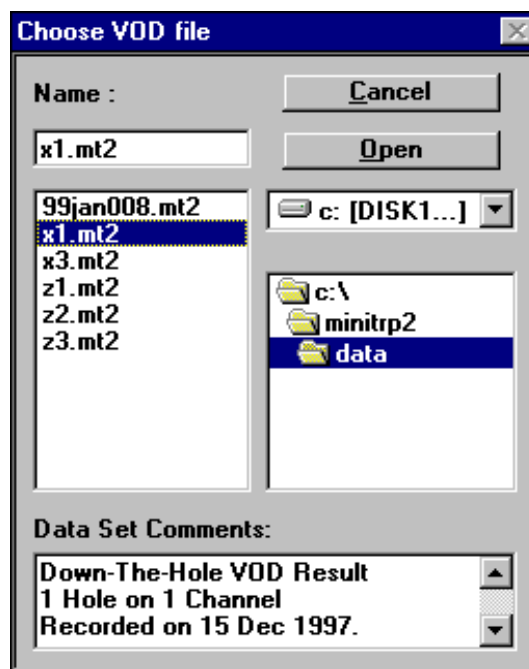 Choose VOD file
Name :
Cancel
x1.mt2
Open
99jan008.mt2
c: [DISK1...]
x1.mt2
x3.mt2
z1.mt2
z2.mt2
z3.mt2
c:\
minitrp2
data
Data Set Comments:
Down-The-Hole VOD Result
1 Hole on 1 Channel
Recorded on 15 Dec 1997.